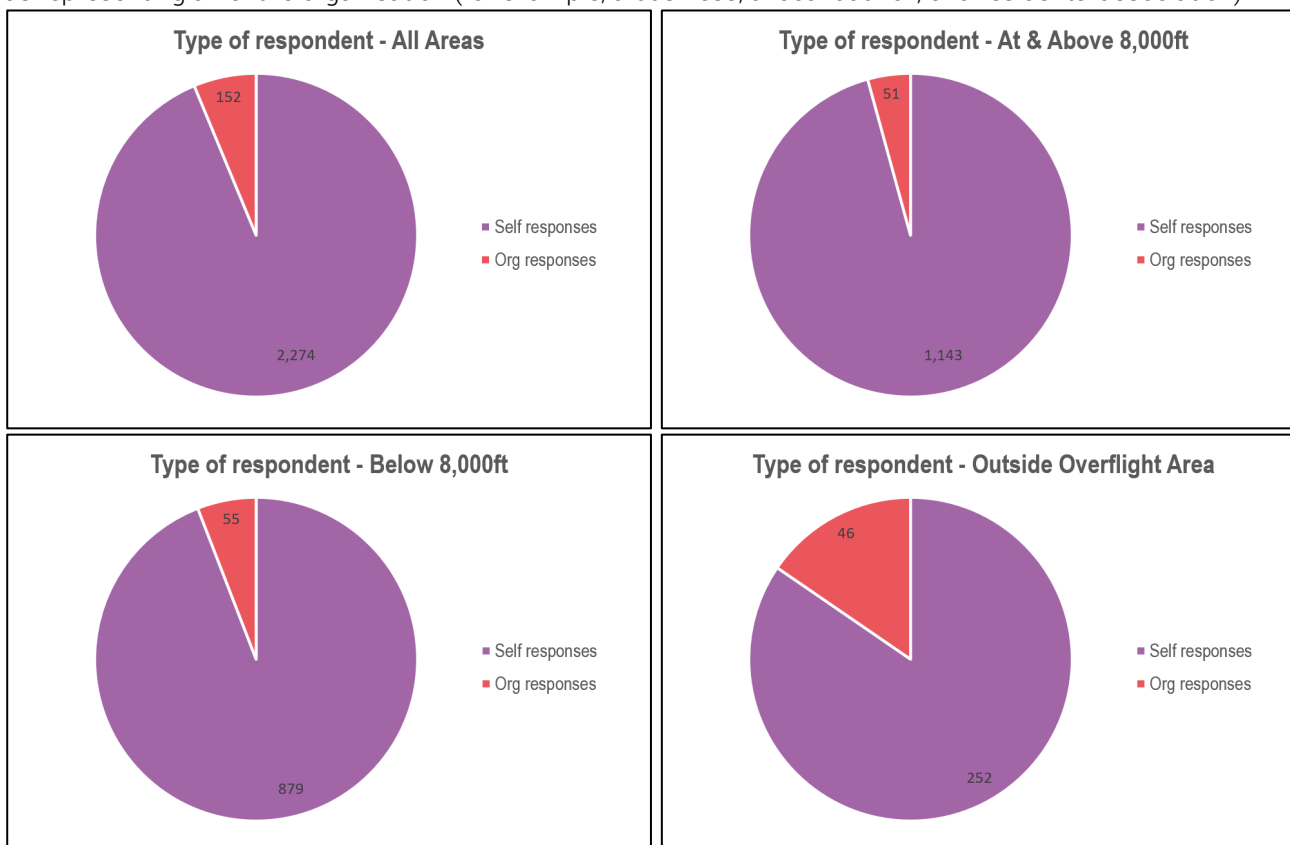 Type of respondent - All Areas
152
2,274
Self responses
Org responses
Type of respondent - At & Above 8,000ft
51
1,143
Self responses
Org responses
Type of respondent - Below 8,000ft
55
879
Self responses
Org responses
Type of respondent - Outside Overflight Area
46
252
Self responses
Org responses